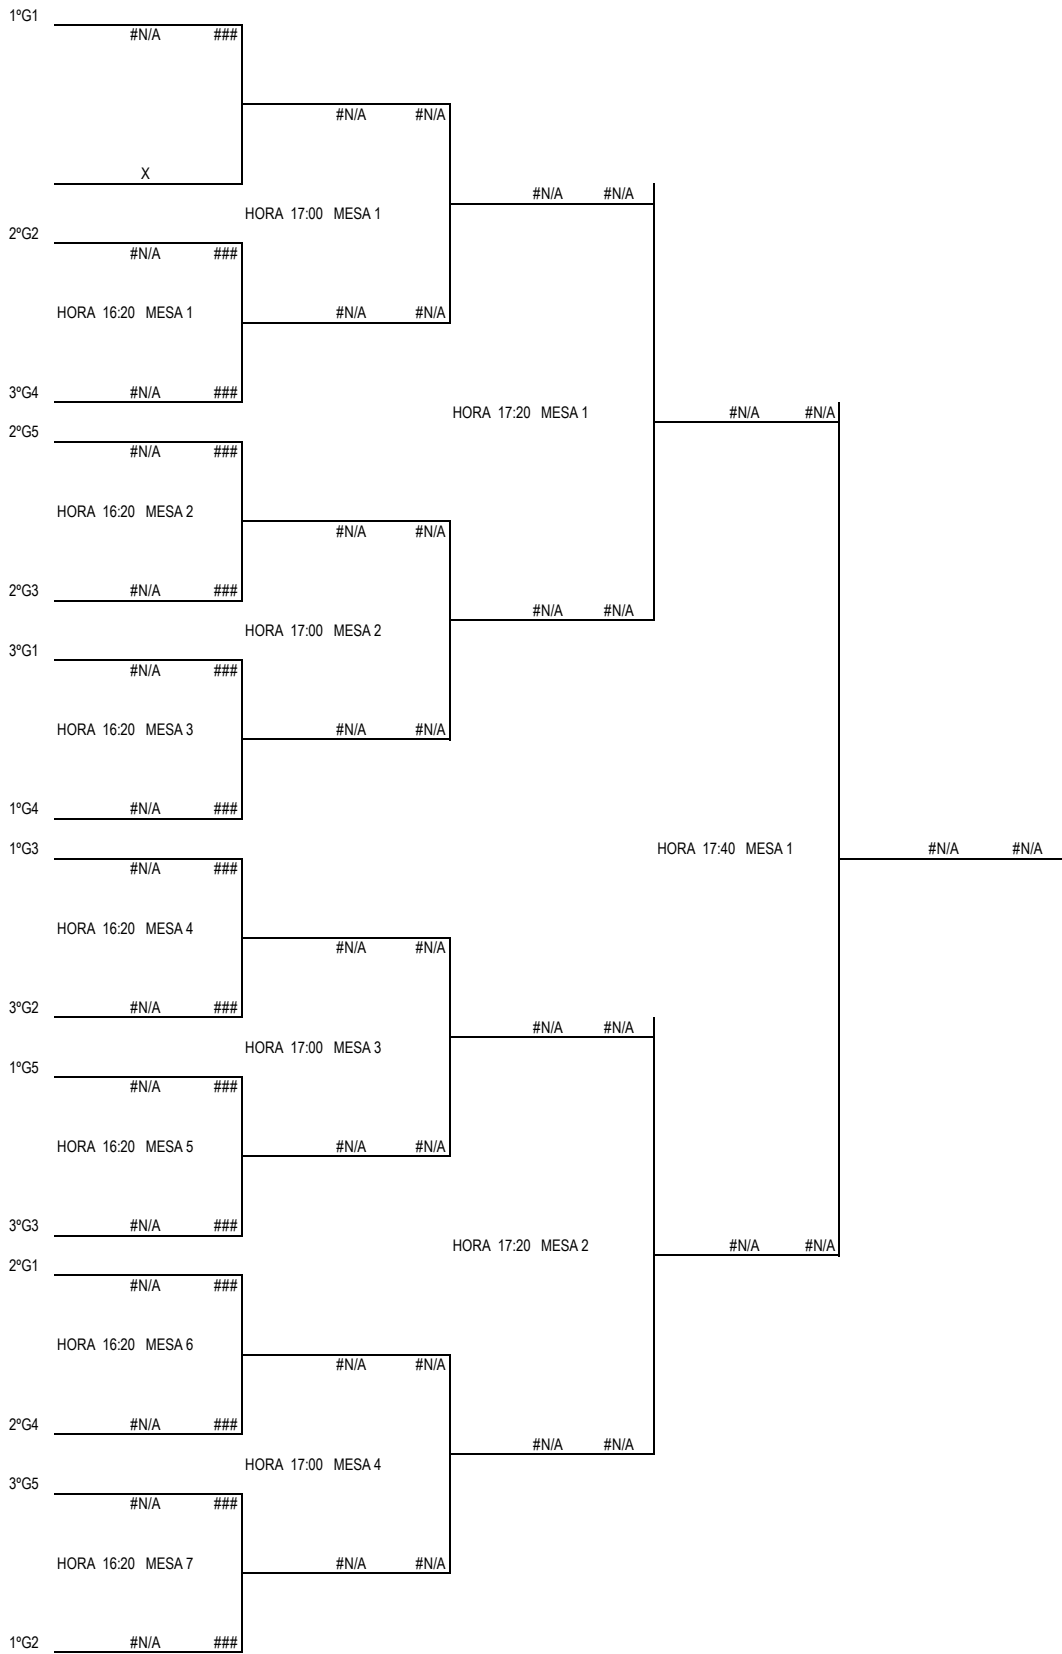 1ºG1
#N/A ###
#N/A #N/A
X
#N/A #N/A
HORA 17:00 MESA 1
2ºG2
#N/A ###
HORA 16:20 MESA 1 #N/A #N/A
3ºG4 #N/A ###
HORA 17:20 MESA 1 #N/A #N/A
2ºG5
#N/A ###
HORA 16:20 MESA 2
#N/A #N/A
2ºG3 #N/A ###
#N/A #N/A
HORA 17:00 MESA 2
3ºG1
#N/A ###
HORA 16:20 MESA 3 #N/A #N/A
1ºG4 #N/A ###
1ºG3 HORA 17:40 MESA 1 #N/A #N/A
#N/A ###
HORA 16:20 MESA 4
#N/A #N/A
3ºG2 #N/A ###
#N/A #N/A
HORA 17:00 MESA 3
1ºG5
#N/A ###
HORA 16:20 MESA 5 #N/A #N/A
3ºG3 #N/A ###
HORA 17:20 MESA 2 #N/A #N/A
2ºG1
#N/A ###
HORA 16:20 MESA 6
#N/A #N/A
2ºG4 #N/A ###
#N/A #N/A
HORA 17:00 MESA 4
3ºG5
#N/A ###
HORA 16:20 MESA 7 #N/A #N/A
1ºG2 #N/A ###